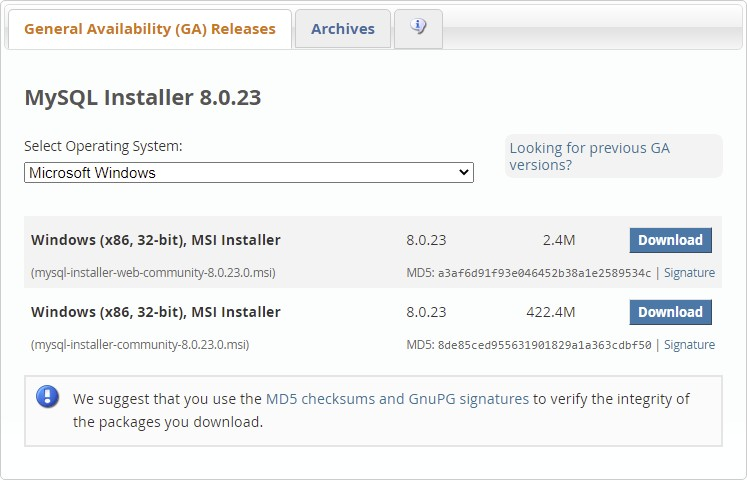 General Availability (GA) Releases
Archives
MySQL Installer 8.0.23
Select Operating System:
Looking for previous GA
versions?
Microsoft Windows
Windows (x86, 32-bit), MSI Installer 8.0.23 2.4M Download
(mysql-installer-web-community-8.0.23.0.msi) MD5: a3af6d91f93e046452b38a1e2589534c | Signature
Windows (x86, 32-bit), MSI Installer 8.0.23 422.4M Download
(mysql-installer-community-8.0.23.0.msi) MD5: 8de85ced955631901829a1a363cdbf50 | Signature
We suggest that you use the MD5 checksums and GnuPG signatures to verify the integrity of
the packages you download.